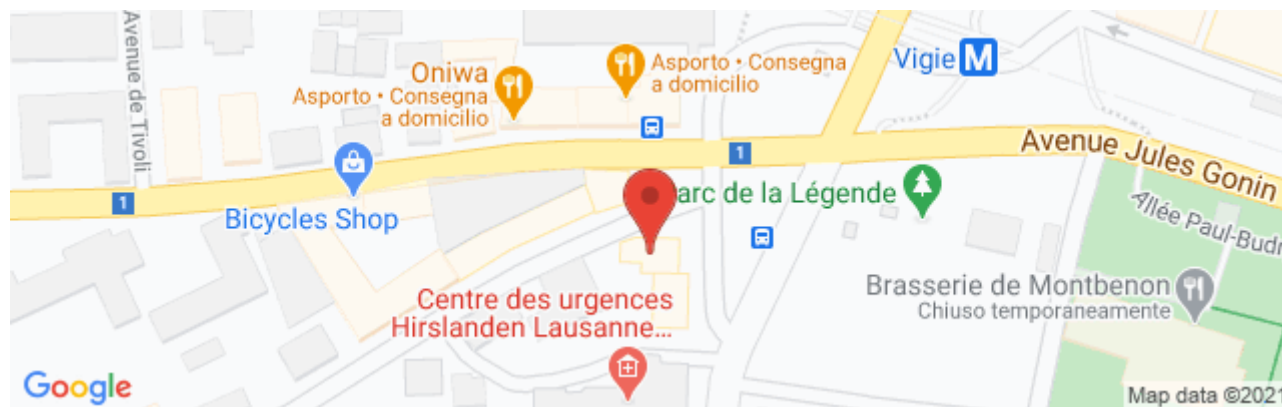 Avenue de Tivoli
Oniwa
Asporto • Consegna
a domicilio
Asporto • Consegna
a domicilio
Vigie M
1
Avenue Jules Gonin
1
Bicycles Shop
arc de la Légende
Allée Paul-Budr
Brasserie de Montbenon
Chiuso temporaneamente
Centre des urgences
Hirslanden Lausanne...
Google
Map data ©2021